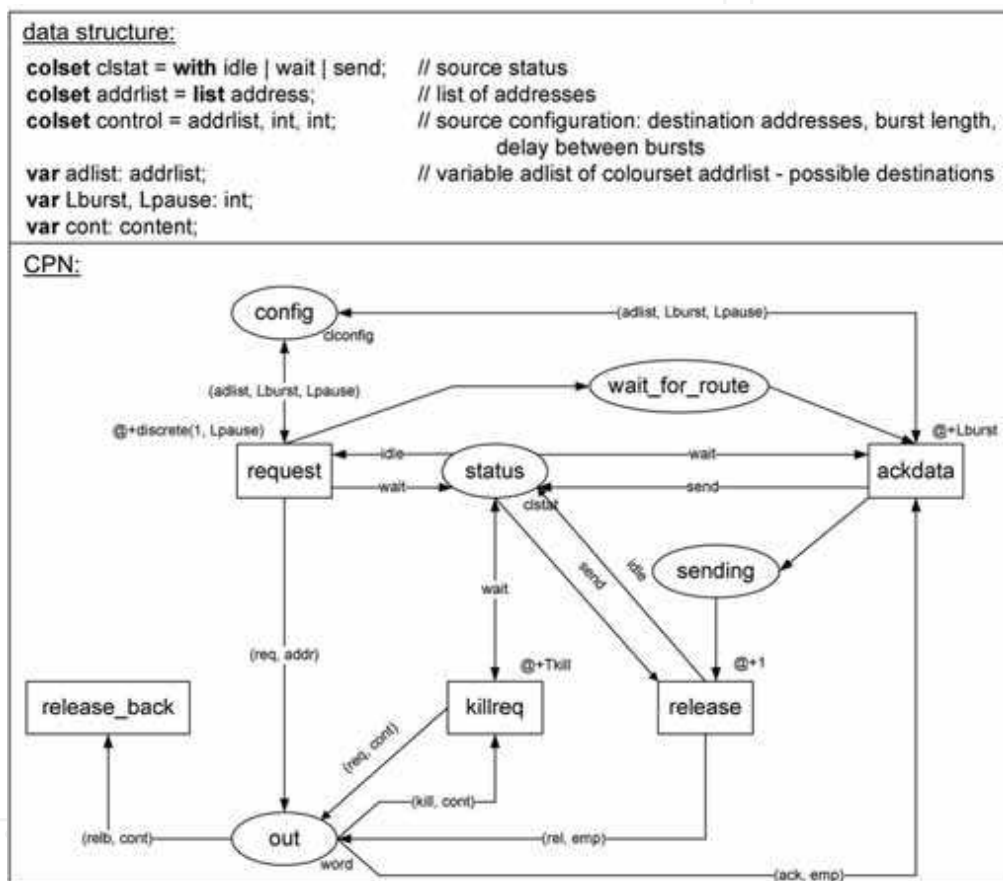 data structure:
colset clstat = with idle | wait | send; // source status
colset addrlist = list address; // list of addresses
colset control = addrlist, int, int; // source configuration: destination addresses, burst length,
delay between bursts
var adlist: addrlist; // variable adlist of colourset addrlist - possible destinations
var Lburst, Lpause: int;
var cont: content;
CPN:
config
clconfig
(adlist, Lburst, Lpause)
(adlist, Lburst, Lpause)
wait_for_route
@+discrete(1, Lpause)
@+Lburst
request
idle
status
wait
ackdata
wait
send
clstat
sending
wait
send
idle
(req, addr)
@+Tkill
@+1
release_back
killreq
release
(req, cont)
(kill, cont)
(relb, cont)
out
(rel, emp)
word
(ack, emp)